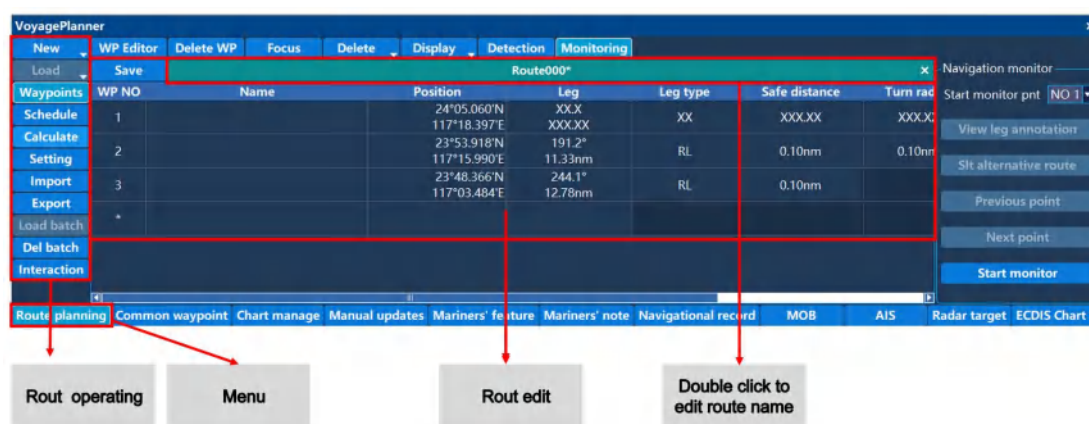 VoyagePlanner
New WP Editor Delete WP Focus Delete Display Detection Monitoring
Load Save Route000* × Navigation monitor
Waypoints WP NO Name Position Leg Leg type Safe distance Turn rad Start monitor pnt NO 1
Schedule 1 24°05.060'N XX.X XX XXX.XX XXX.X
117°18.397'E XXX.XX
View leg annotation
Calculate
Setting 2 23°53.918'N 191.2° RL 0.10nm 0.10nm
117°15.990'E 11.33nm
Slt alternative route
Import 3 23°48.366'N 244.1° RL 0.10nm
117°03.484'E 12.78nm
Previous point
Export
Load batch * Next point
Del batch
Interaction Start monitor
Route planning Common waypoint Chart manage Manual updates Mariners' feature Mariners' note Navigational record MOB AIS Radar target ECDIS Chart
Rout operating Menu Rout edit Double click to
edit route name